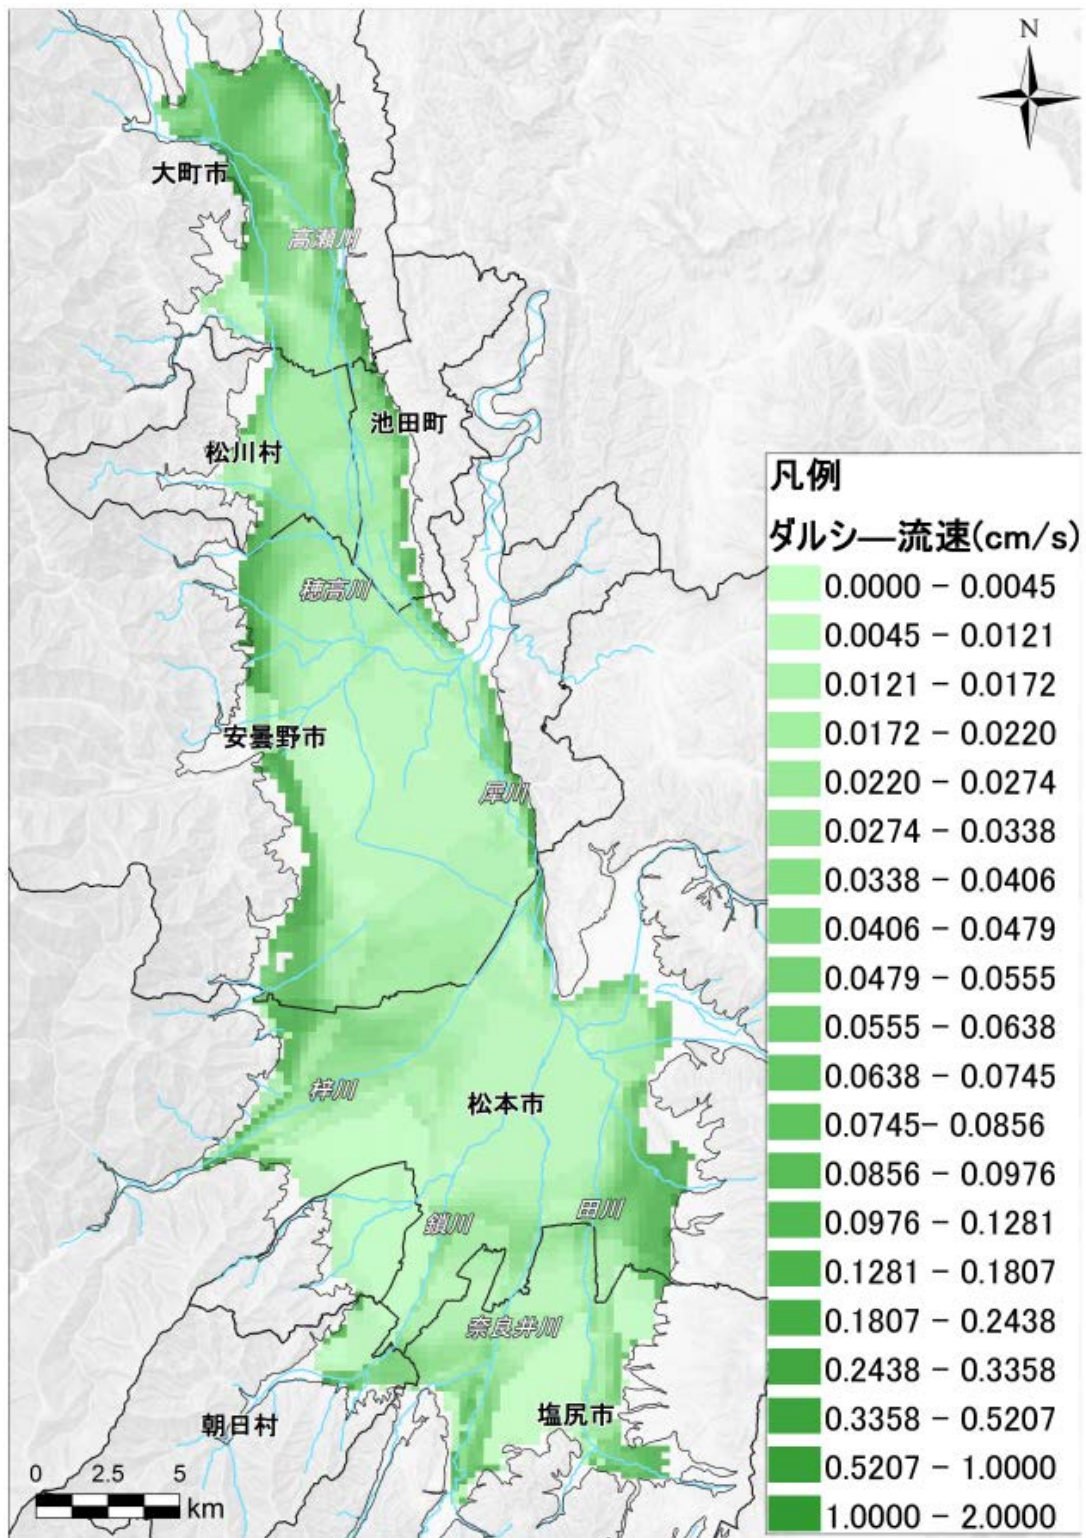 N
大町市
高瀬川
池田町
松川村
穂高川
安曇野市
犀川
梓川
松本市
鎖川
田川
奈良井川
塩尻市
朝日村
0 2.5 5
km
凡例
ダルシ―流速(cm/s)
0.0000 - 0.0045
0.0045 - 0.0121
0.0121 - 0.0172
0.0172 - 0.0220
0.0220 - 0.0274
0.0274 - 0.0338
0.0338 - 0.0406
0.0406 - 0.0479
0.0479 - 0.0555
0.0555 - 0.0638
0.0638 - 0.0745
0.0745- 0.0856
0.0856 - 0.0976
0.0976 - 0.1281
0.1281 - 0.1807
0.1807 - 0.2438
0.2438 - 0.3358
0.3358 - 0.5207
0.5207 - 1.0000
1.0000 - 2.0000